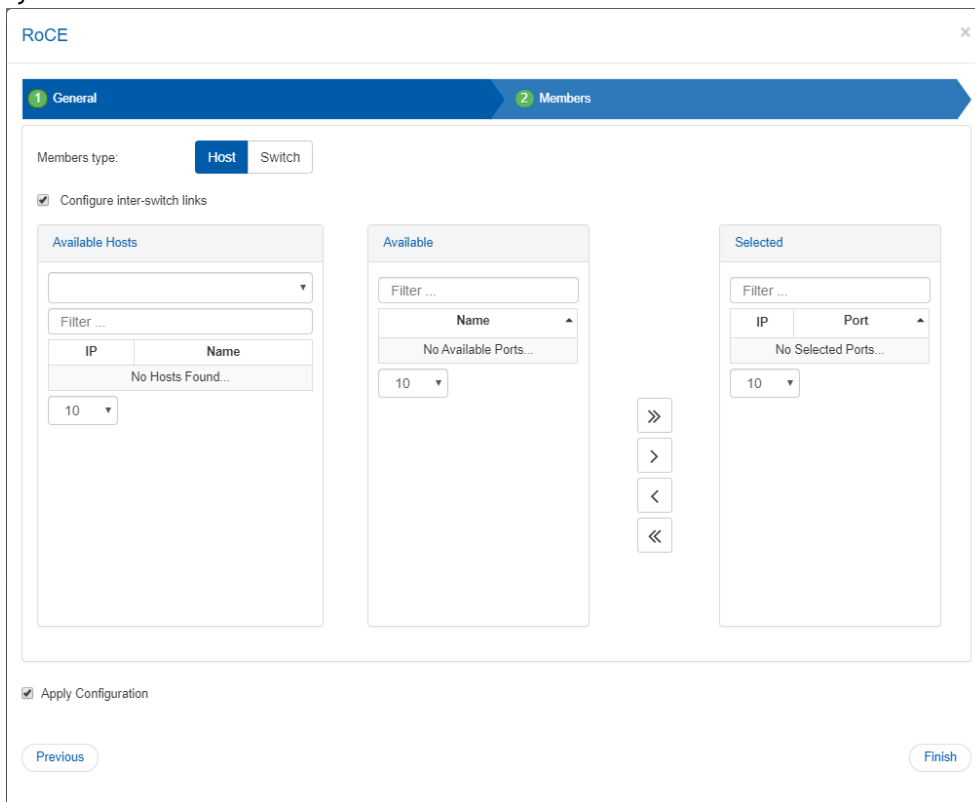 RoCE
×
1 General
2 Members
Members type:
Host
Switch
Configure inter-switch links
Available Hosts
Filter ...
IP
Name
No Hosts Found...
10
Available
Filter ...
Name
No Available Ports...
10
Selected
Filter ...
IP
Port
No Selected Ports...
10
Apply Configuration
Previous
Finish